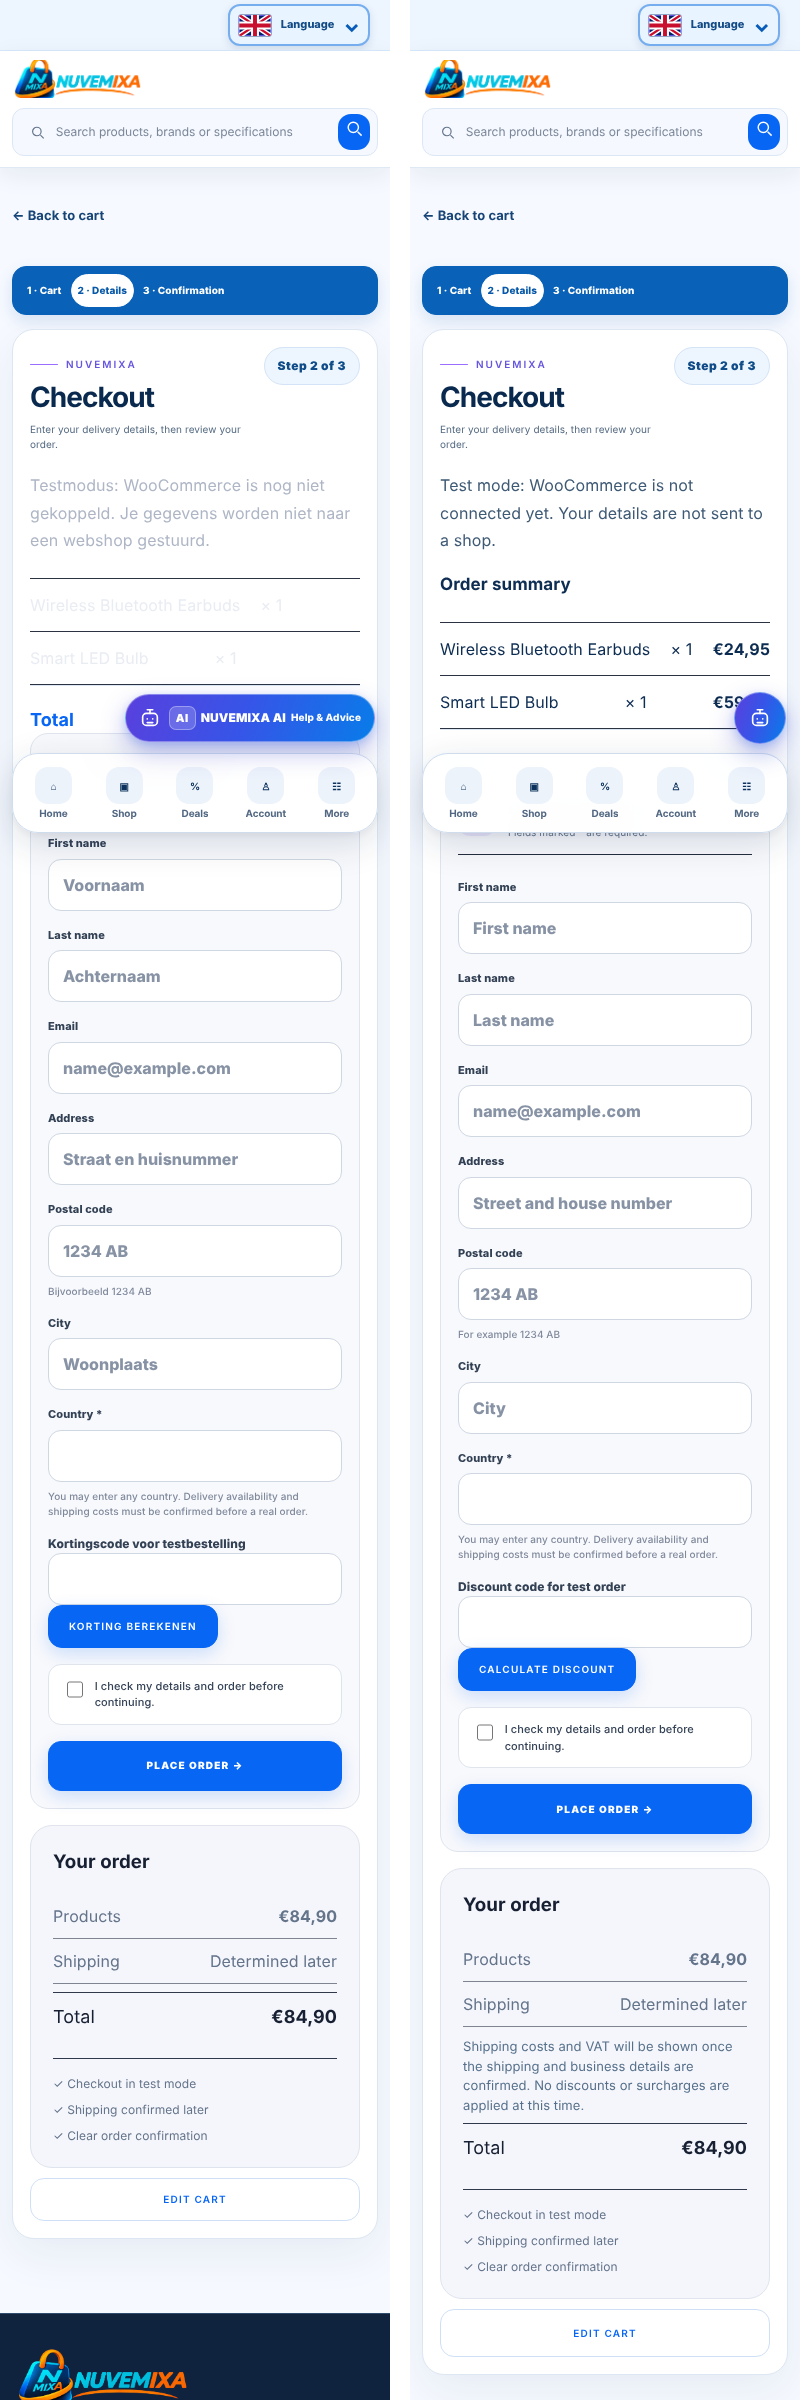 Language
NUVEMIXA
Search products, brands or specifications
← Back to cart
1 · Cart 2 · Details 3 · Confirmation
NUVEMIXA
Step 2 of 3
Checkout
Enter your delivery details, then review your
order.
Testmodus: WooCommerce is nog niet
gekoppeld. Je gegevens worden niet naar
een webshop gestuurd.
Wireless Bluetooth Earbuds × 1
Smart LED Bulb × 1
Total
AI NUVEMIXA AI Help & Advice
Home Shop Deals Account More
First name
Voornaam
Last name
Achternaam
Email
name@example.com
Address
Straat en huisnummer
Postal code
1234 AB
Bijvoorbeeld 1234 AB
City
Woonplaats
Country *
You may enter any country. Delivery availability and
shipping costs must be confirmed before a real order.
Kortingscode voor testbestelling
KORTING BEREKENEN
I check my details and order before
continuing.
PLACE ORDER →
Your order
Products €84,90
Shipping Determined later
Total €84,90
✓ Checkout in test mode
✓ Shipping confirmed later
✓ Clear order confirmation
EDIT CART
MIXA NUVEMIXA
Language
NUVEMIXA
Search products, brands or specifications
← Back to cart
1 · Cart 2 · Details 3 · Confirmation
NUVEMIXA
Step 2 of 3
Checkout
Enter your delivery details, then review your
order.
Test mode: WooCommerce is not
connected yet. Your details are not sent to
a shop.
Order summary
Wireless Bluetooth Earbuds × 1 €24,95
Smart LED Bulb × 1 €59
Home Shop Deals Account More
Fields marked * are required.
First name
First name
Last name
Last name
Email
name@example.com
Address
Street and house number
Postal code
1234 AB
For example 1234 AB
City
City
Country *
You may enter any country. Delivery availability and
shipping costs must be confirmed before a real order.
Discount code for test order
CALCULATE DISCOUNT
I check my details and order before
continuing.
PLACE ORDER →
Your order
Products €84,90
Shipping Determined later
Shipping costs and VAT will be shown once
the shipping and business details are
confirmed. No discounts or surcharges are
applied at this time.
Total €84,90
✓ Checkout in test mode
✓ Shipping confirmed later
✓ Clear order confirmation
EDIT CART